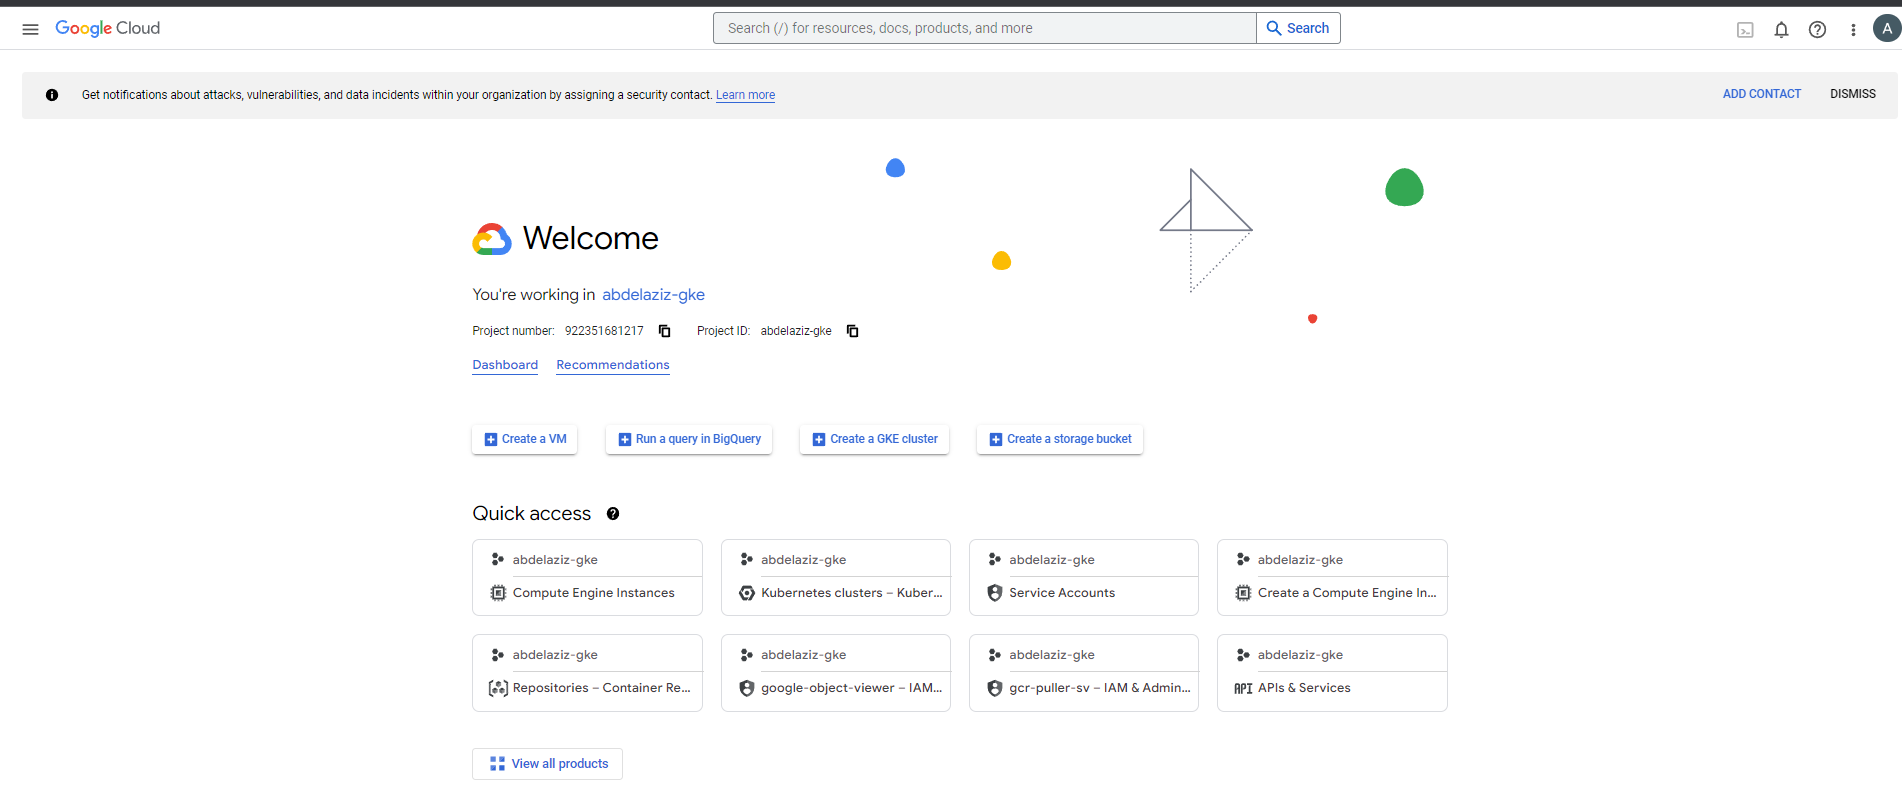 Google Cloud
Search (/) for resources, docs, products, and more
Search
A
Get notifications about attacks, vulnerabilities, and data incidents within your organization by assigning a security contact. Learn more
ADD CONTACT
DISMISS
Welcome
You're working in abdelaziz-gke
Project number: 922351681217
Project ID: abdelaziz-gke
Dashboard
Recommendations
Create a VM
Run a query in BigQuery
Create a GKE cluster
Create a storage bucket
Quick access
abdelaziz-gke
Compute Engine Instances
abdelaziz-gke
Kubernetes clusters – Kuber...
abdelaziz-gke
Service Accounts
abdelaziz-gke
Create a Compute Engine In...
abdelaziz-gke
Repositories – Container Re...
abdelaziz-gke
google-object-viewer – IAM...
abdelaziz-gke
gcr-puller-sv – IAM & Admin...
abdelaziz-gke
API APIs & Services
View all products